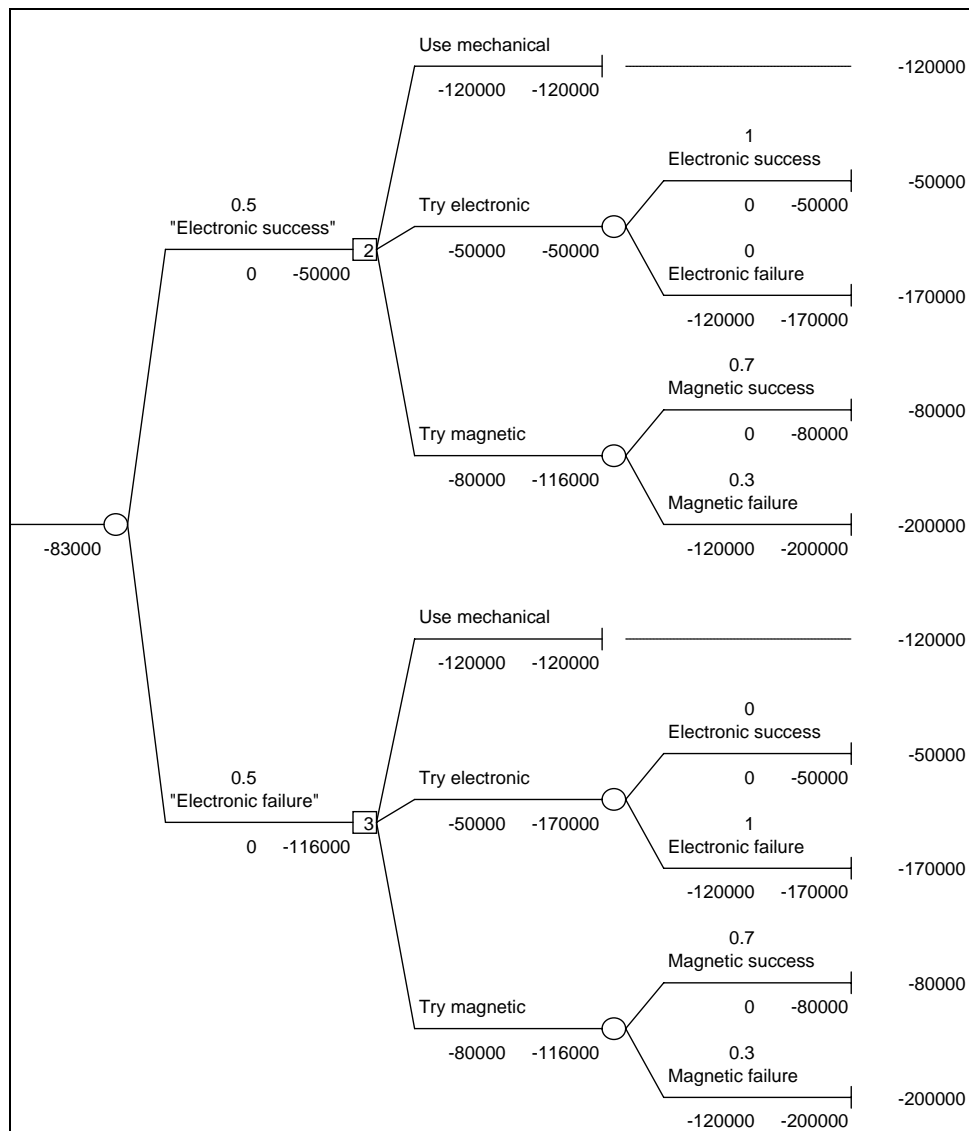 Use mechanical
-120000 -120000 -120000
1
Electronic success
0 -50000 -50000
0.5
"Electronic success"
0 -50000 2
Try electronic
-50000 -50000
0
Electronic failure
-120000 -170000 -170000
0.7
Magnetic success
0 -80000 -80000
Try magnetic
-80000 -116000
0.3
Magnetic failure
-120000 -200000 -200000
-83000
Use mechanical
-120000 -120000 -120000
0
Electronic success
0 -50000 -50000
0.5
"Electronic failure"
0 -116000 3
Try electronic
-50000 -170000
1
Electronic failure
-120000 -170000 -170000
0.7
Magnetic success
0 -80000 -80000
Try magnetic
-80000 -116000
0.3
Magnetic failure
-120000 -200000 -200000